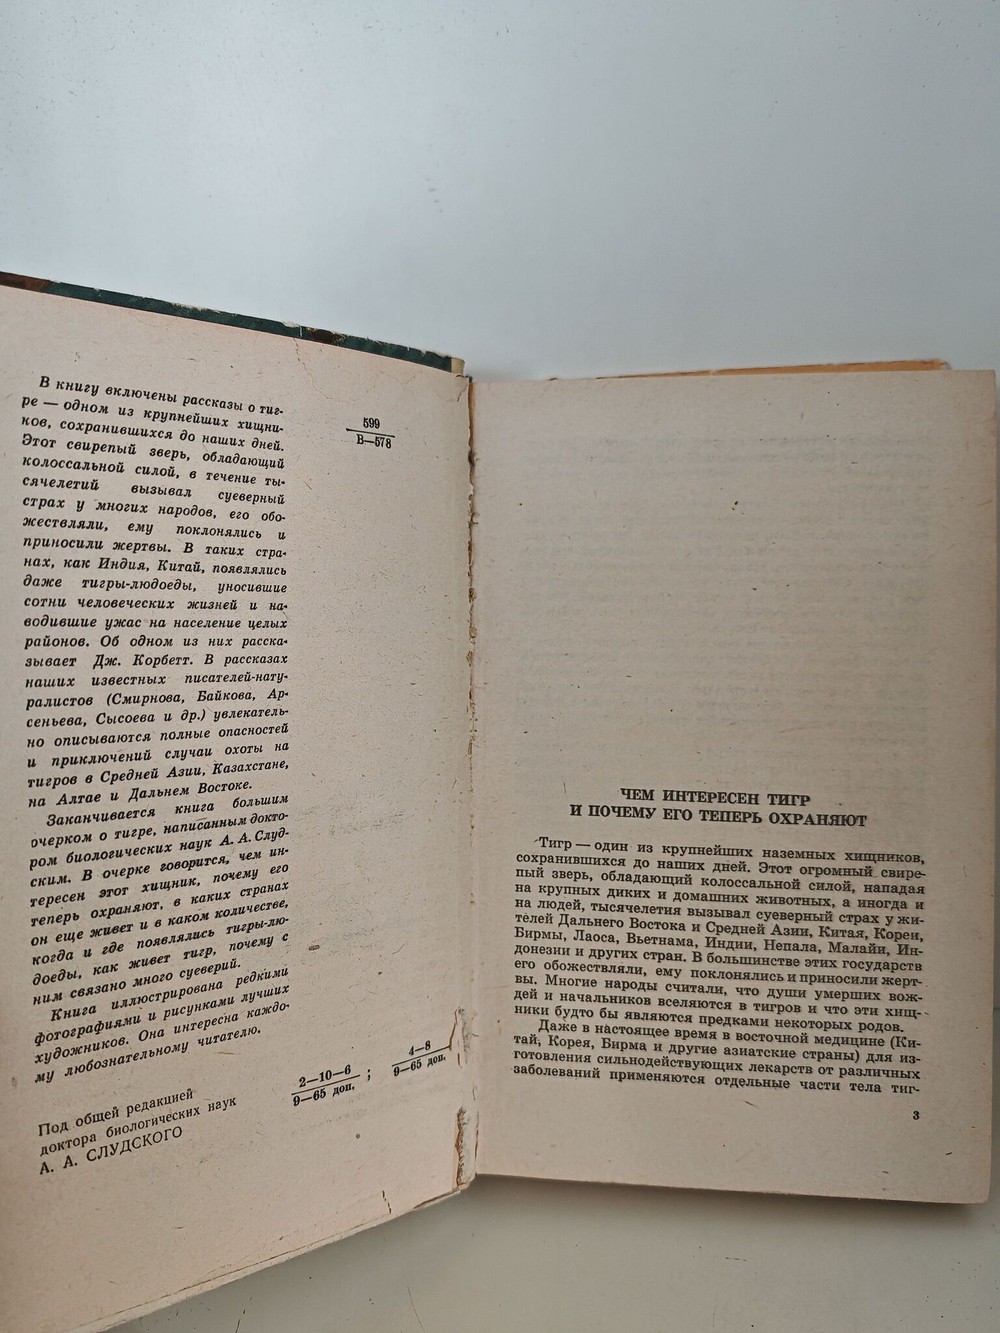 В книгу включены рассказы о тиг-
ре — одном из крупнейших хищни-
ков, сохранившихся до наших дней.
Этот свирепый зверь, обладающий
колоссальной силой, в течение ты-
сячелетий вызывал суеверный
страх у многих народов, его обо-
жествляли, ему поклонялись и
приносили жертвы. В таких стра-
нах, как Индия, Китай, появлялись
даже тигры-людоеды, уносившие
сотни человеческих жизней и на-
водившие ужас на население целых
районов. Об одном из них расска-
зывает Дж. Корбетт. В рассказах
наших известных писателей-нату-
ралистов (Смирнова, Байкова, Ар-
сеньева, Сысоева и др.) увлекатель-
но описываются полные опасностей
и приключений случаи охоты на
тигров в Средней Азии, Казахстане,
на Алтае и Дальнем Востоке.
Заканчивается книга большим
очерком о тигре, написанным докто-
ром биологических наук А. А. Слуд-
ским. В очерке говорится, чем ин-
тересен этот хищник, почему его
теперь охраняют, в каких странах
он еще живет и в каком количестве,
когда и где появлялись тигры-лю-
доеды, как живет тигр, почему с
ним связано много суеверий.
Книга иллюстрирована редкими
фотографиями и рисунками лучших
художников. Она интересна каждо-
му любознательному читателю.
Под общей редакцией
доктора биологических наук
А. А. СЛУДСКОГО
599
В—578
2—10—6
9—65 доп.
;
4—8
9—65 доп.
ЧЕМ ИНТЕРЕСЕН ТИГР
И ПОЧЕМУ ЕГО ТЕПЕРЬ ОХРАНЯЮТ
Тигр — один из крупнейших наземных хищников,
сохранившихся до наших дней. Этот огромный свире-
пый зверь, обладающий колоссальной силой, нападая
на крупных диких и домашних животных, а иногда и
на людей, тысячелетия вызывал суеверный страх у жи-
телей Дальнего Востока и Средней Азии, Китая, Кореи,
Бирмы, Лаоса, Вьетнама, Индии, Непала, Малайи, Ин-
донезии и других стран. В большинстве этих государств
его обожествляли, ему поклонялись и приносили жерт-
вы. Многие народы считали, что души умерших вож-
дей и начальников вселяются в тигров и что эти хищ-
ники будто бы являются предками некоторых родов.
Даже в настоящее время в восточной медицине (Ки-
тай, Корея, Бирма и другие азиатские страны) для из-
готовления сильнодействующих лекарств от различных
заболеваний применяются отдельные части тела тиг-
3